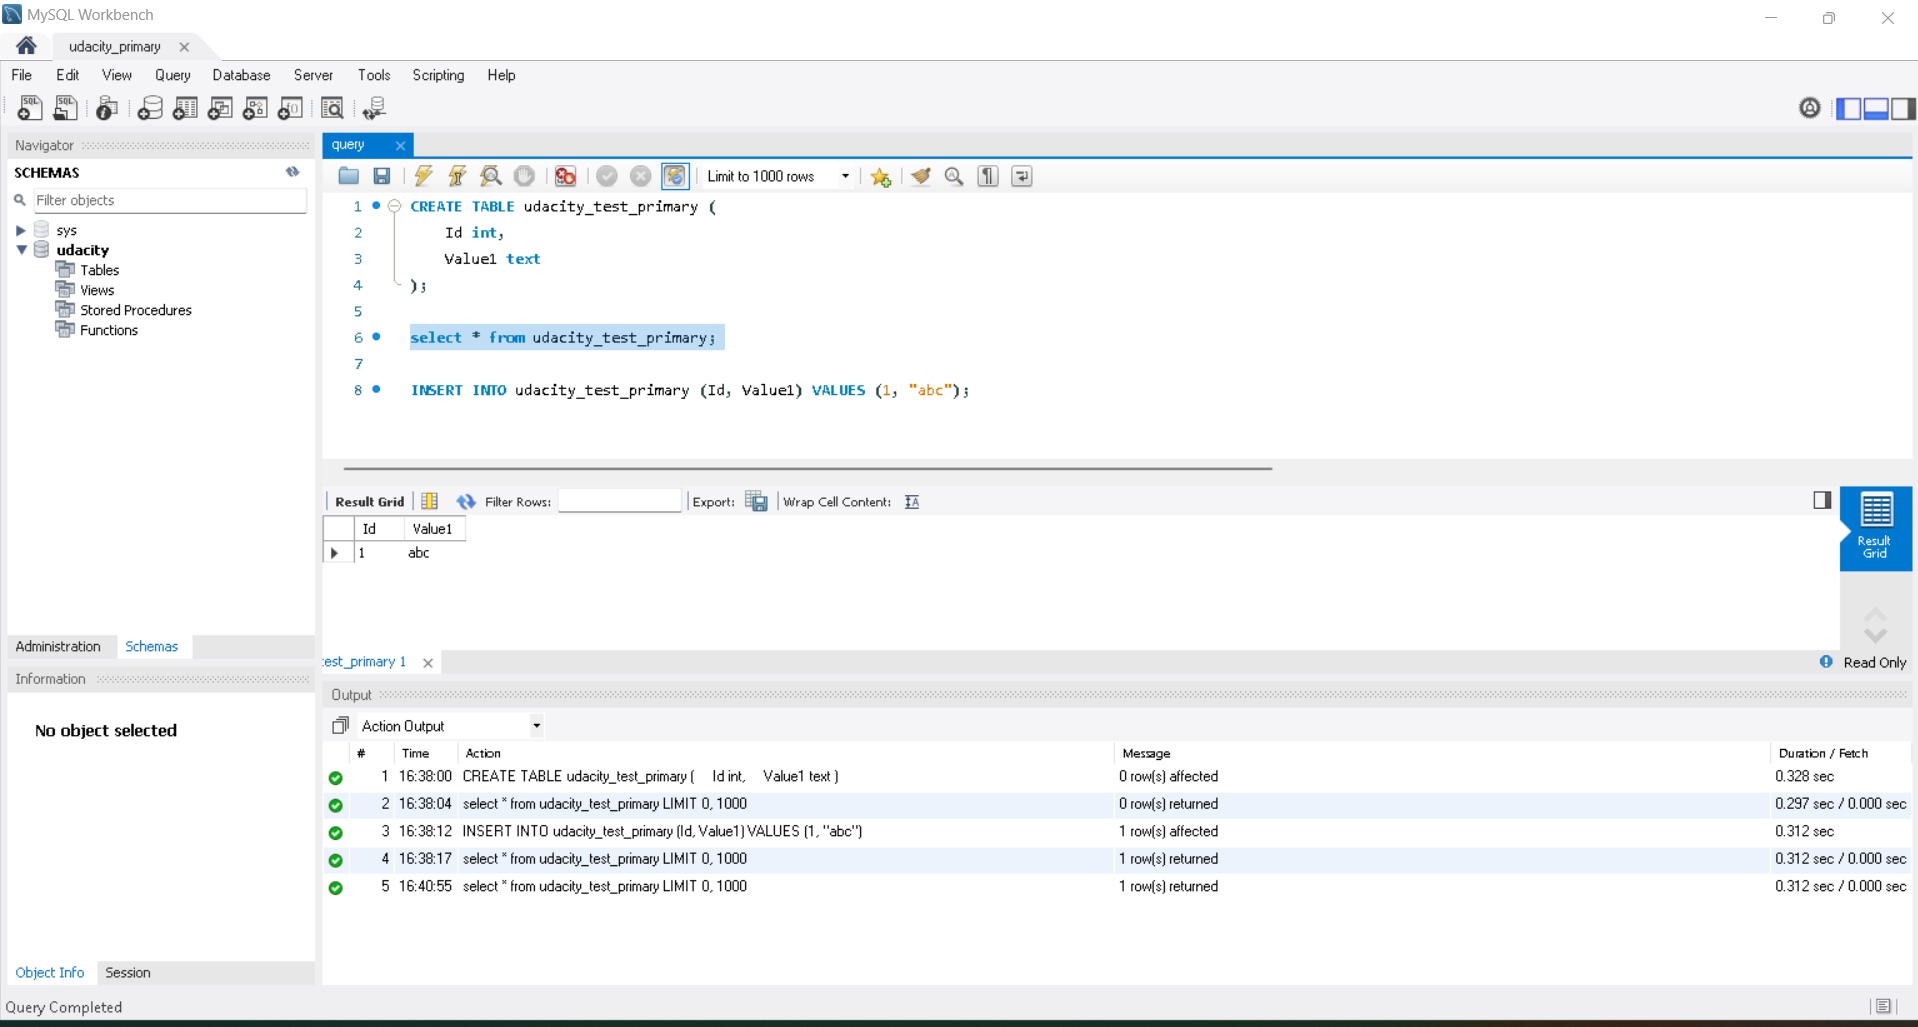 MySQL Workbench
udacity_primary
File Edit View Query Database Server Tools Scripting Help
Navigator
SCHEMAS
Filter objects
sys
udacity
Tables
Views
Stored Procedures
Functions
Administration Schemas
Information
No object selected
Object Info Session
query
Limit to 1000 rows
1 CREATE TABLE udacity_test_primary (
2 Id int,
3 Value1 text
4 );
5
6 select * from udacity_test_primary;
7
8 INSERT INTO udacity_test_primary (Id, Value1) VALUES (1, "abc");
Result Grid Filter Rows: Export: Wrap Cell Content:
Id Value1
1 abc
Result
Grid
test_primary 1
Read Only
Output
Action Output
# Time Action Message Duration / Fetch
1 16:38:00 CREATE TABLE udacity_test_primary ( Id int, Value1 text ) 0 row(s) affected 0.328 sec
2 16:38:04 select * from udacity_test_primary LIMIT 0, 1000 0 row(s) returned 0.297 sec / 0.000 sec
3 16:38:12 INSERT INTO udacity_test_primary (Id, Value1) VALUES (1, "abc") 1 row(s) affected 0.312 sec
4 16:38:17 select * from udacity_test_primary LIMIT 0, 1000 1 row(s) returned 0.312 sec / 0.000 sec
5 16:40:55 select * from udacity_test_primary LIMIT 0, 1000 1 row(s) returned 0.312 sec / 0.000 sec
Query Completed